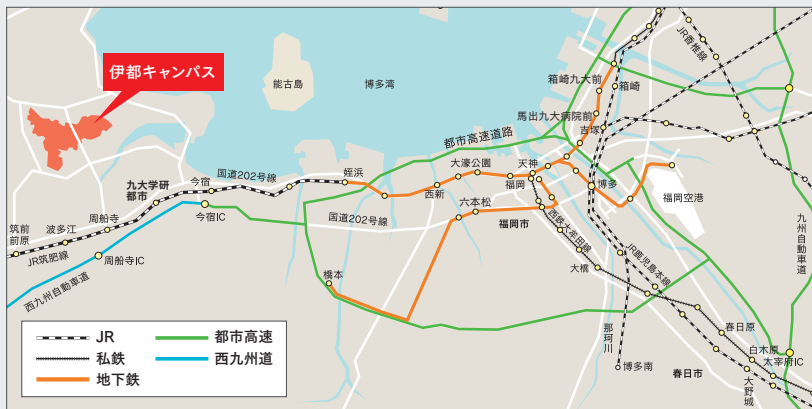 伊都キャンパス
能古島
博多湾
JR香椎線
箱崎九大前
箱崎
馬出九大病院前
吉塚
都市高速道路
大濠公園
天神
福岡
西新
姪浜
国道202号線
今宿
九大学研
都市
今宿IC
六本松
国道202号線
福岡市
博多
福岡空港
周船寺
波多江
筑前
前原
JR筑肥線
周船寺IC
西九州自動車道
橋本
西鉄大牟田線
大橋
JR鹿児島本線
九州自動車道
那珂川
博多南
春日原
白木原
太宰府IC
春日市
大野城
JR
私鉄
地下鉄
都市高速
西九州道